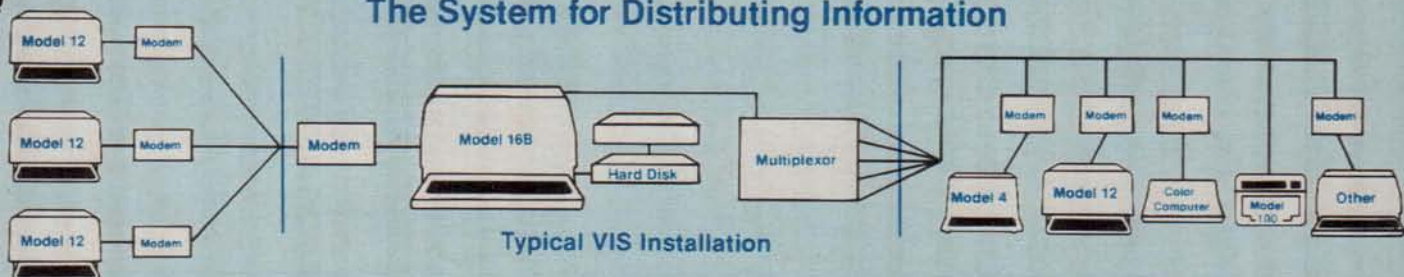 The System for Distributing Information
Model 12
Modem
Model 12
Modem
Model 12
Modem
Modem
Model 16B
Hard Disk
Multiplexor
Modem
Modem
Modem
Modem
Model 4
Model 12
Color
Computer
Model
100
Other
Typical VIS Installation